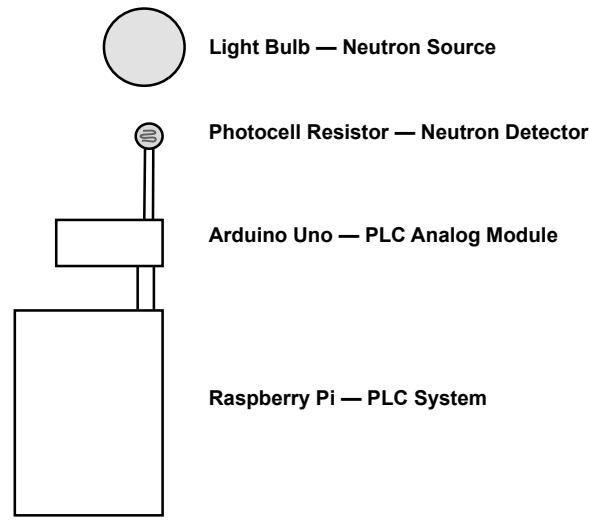 Light Bulb — Neutron Source
Photocell Resistor — Neutron Detector
Arduino Uno — PLC Analog Module
Raspberry Pi — PLC System